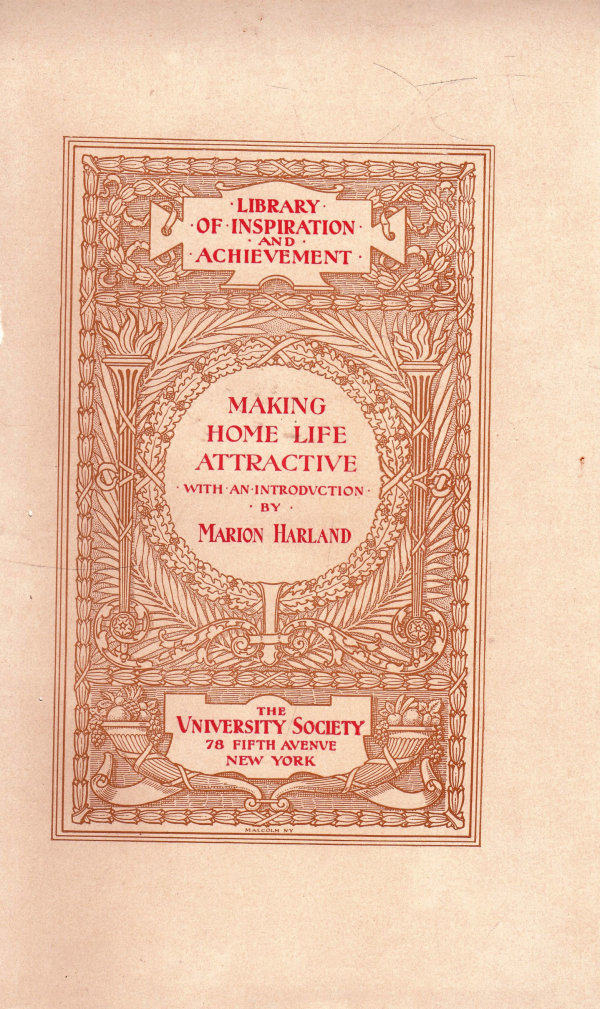 ·LIBRARY·
·OF·INSPIRATION·
·AND·
·ACHIEVEMENT·
MAKING
HOME LIFE
ATTRACTIVE
·WITH·AN·INTRODUCTION·
·BY·
MARION HARLAND
THE
VNIVERSITY SOCIETY
78 FIFTH AVENUE
NEW YORK
MALCOLM NY